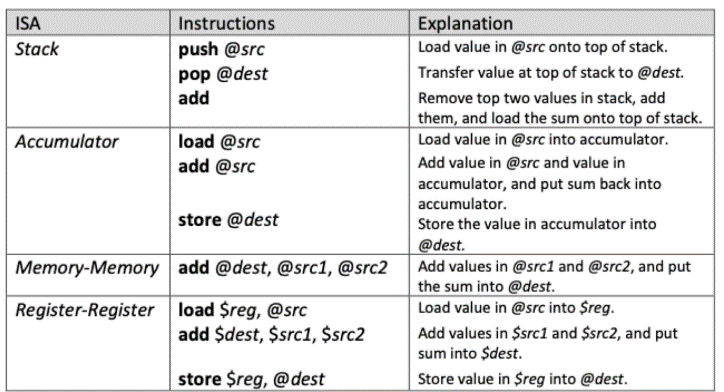 ISA Instructions Explanation
Stack push @src Load value in @src onto top of stack.
pop @dest Transfer value at top of stack to @dest.
add Remove top two values in stack, add
them, and load the sum onto top of stack.
Accumulator load @src Load value in @src into accumulator.
add @src Add value in @src and value in
accumulator, and put sum back into
accumulator.
store @dest Store the value in accumulator into
@dest.
Memory-Memory add @dest, @src1, @src2 Add values in @src1 and @src2, and put
the sum into @dest.
Register-Register load $reg, @src Load value in @src into $reg.
add $dest, $src1, $src2 Add values in $src1 and $src2, and put
sum into $dest.
store $reg, @dest Store value in $reg into @dest.